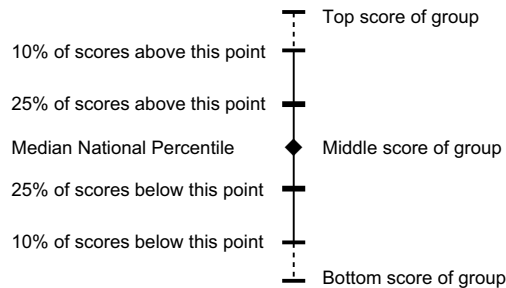 Top score of group
10% of scores above this point
25% of scores above this point
Median National Percentile
Middle score of group
25% of scores below this point
10% of scores below this point
Bottom score of group